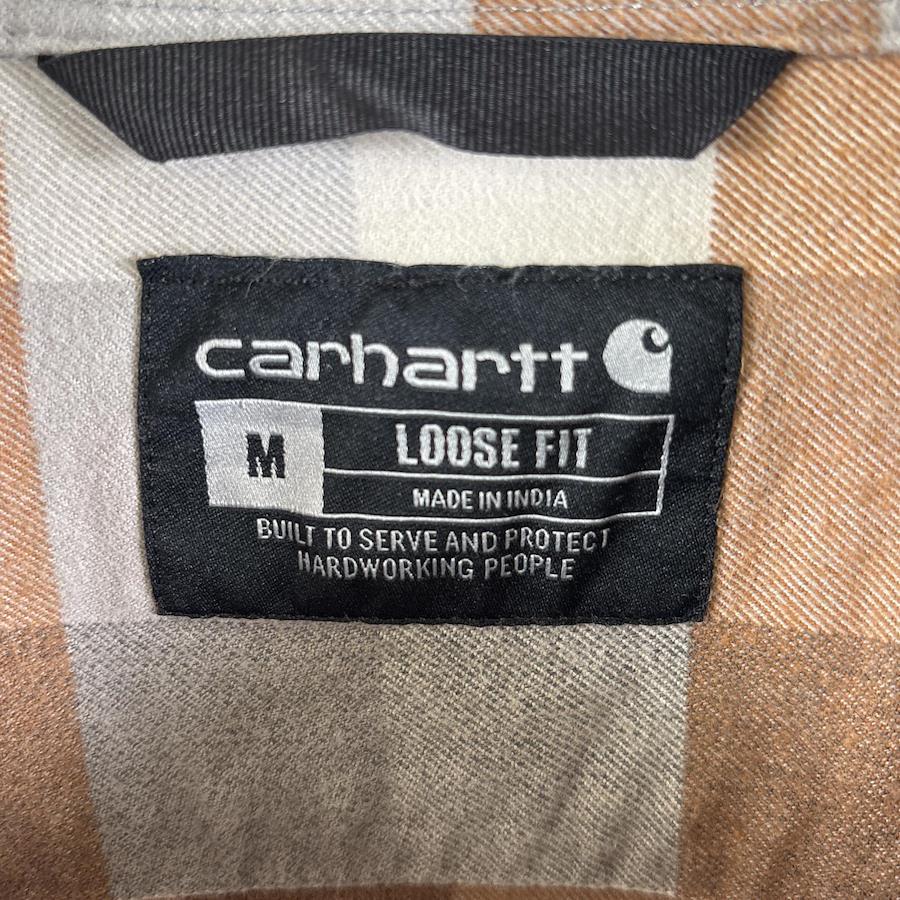 carhartt
M LOOSE FIT
MADE IN INDIA
BUILT TO SERVE AND PROTECT
HARDWORKING PEOPLE